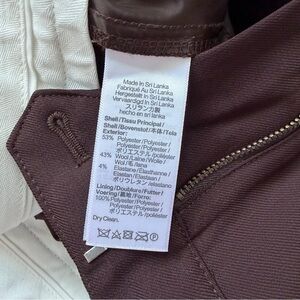 Made In Sri Lanka
Fabriqué Au Sri Lanka
Hergestellt In Sri Lanka
Vervaardigd In Sri Lanka
スリランカ製
hecho en Sri Lanka
Shell/Tissu Principal/
Shell/Bovenstof/本体/Tela
Exterior:
53% Polyester/Polyester/
Polyester/Polyester/
ポリエステル/poliéster
43% Wool/Laine/Wolle/
Wol/毛/lana
4% Elastane/Élasthanne/
Elastan/Elastaan/
ポリウレタン/elastano
Lining/Doublure/Futter/
Voering/裏地/Forro:
100% Polyester/Polyester/
Polyester/Polyester/
ポリエステル/poliéster
Dry Clean.